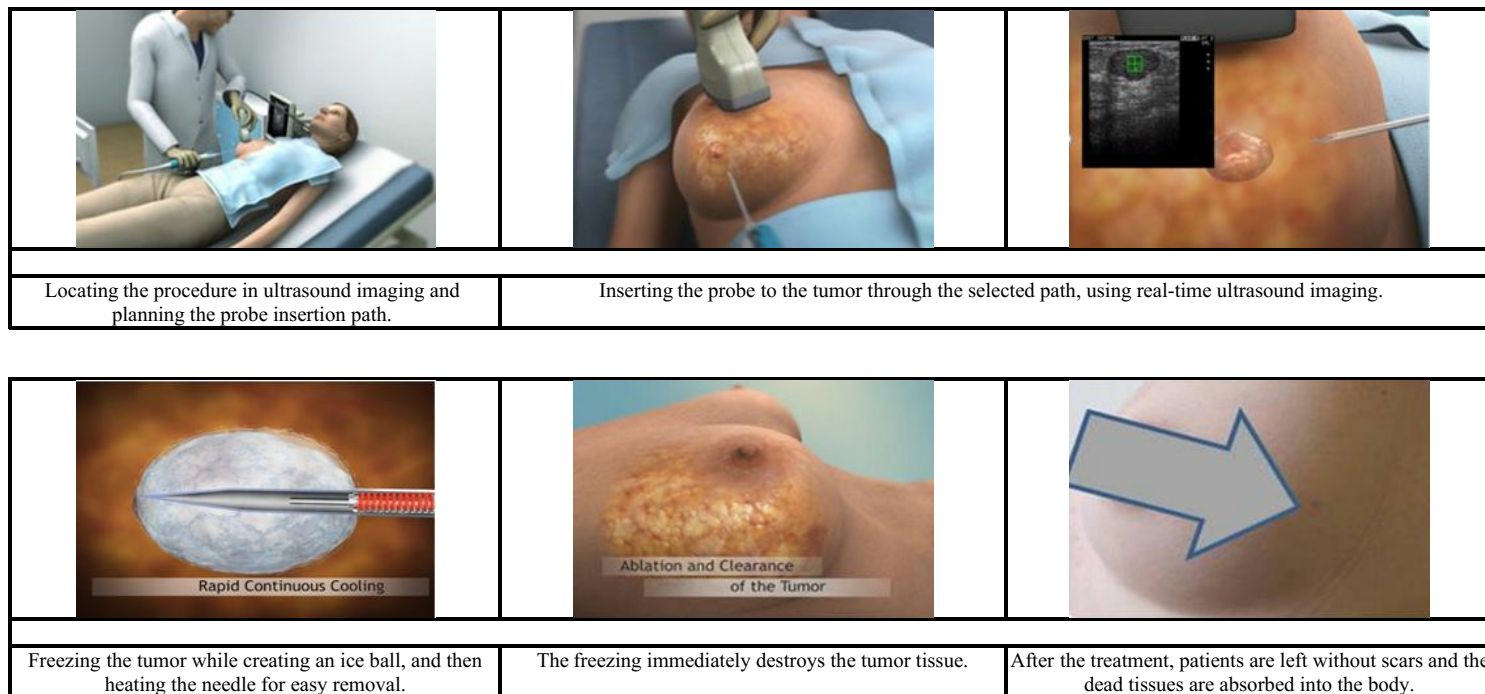 Locating the procedure in ultrasound imaging and
planning the probe insertion path.
Inserting the probe to the tumor through the selected path, using real-time ultrasound imaging.
Rapid Continuous Cooling
Ablation and Clearance
of the Tumor
Freezing the tumor while creating an ice ball, and then
heating the needle for easy removal.
The freezing immediately destroys the tumor tissue.
After the treatment, patients are left without scars and the
dead tissues are absorbed into the body.